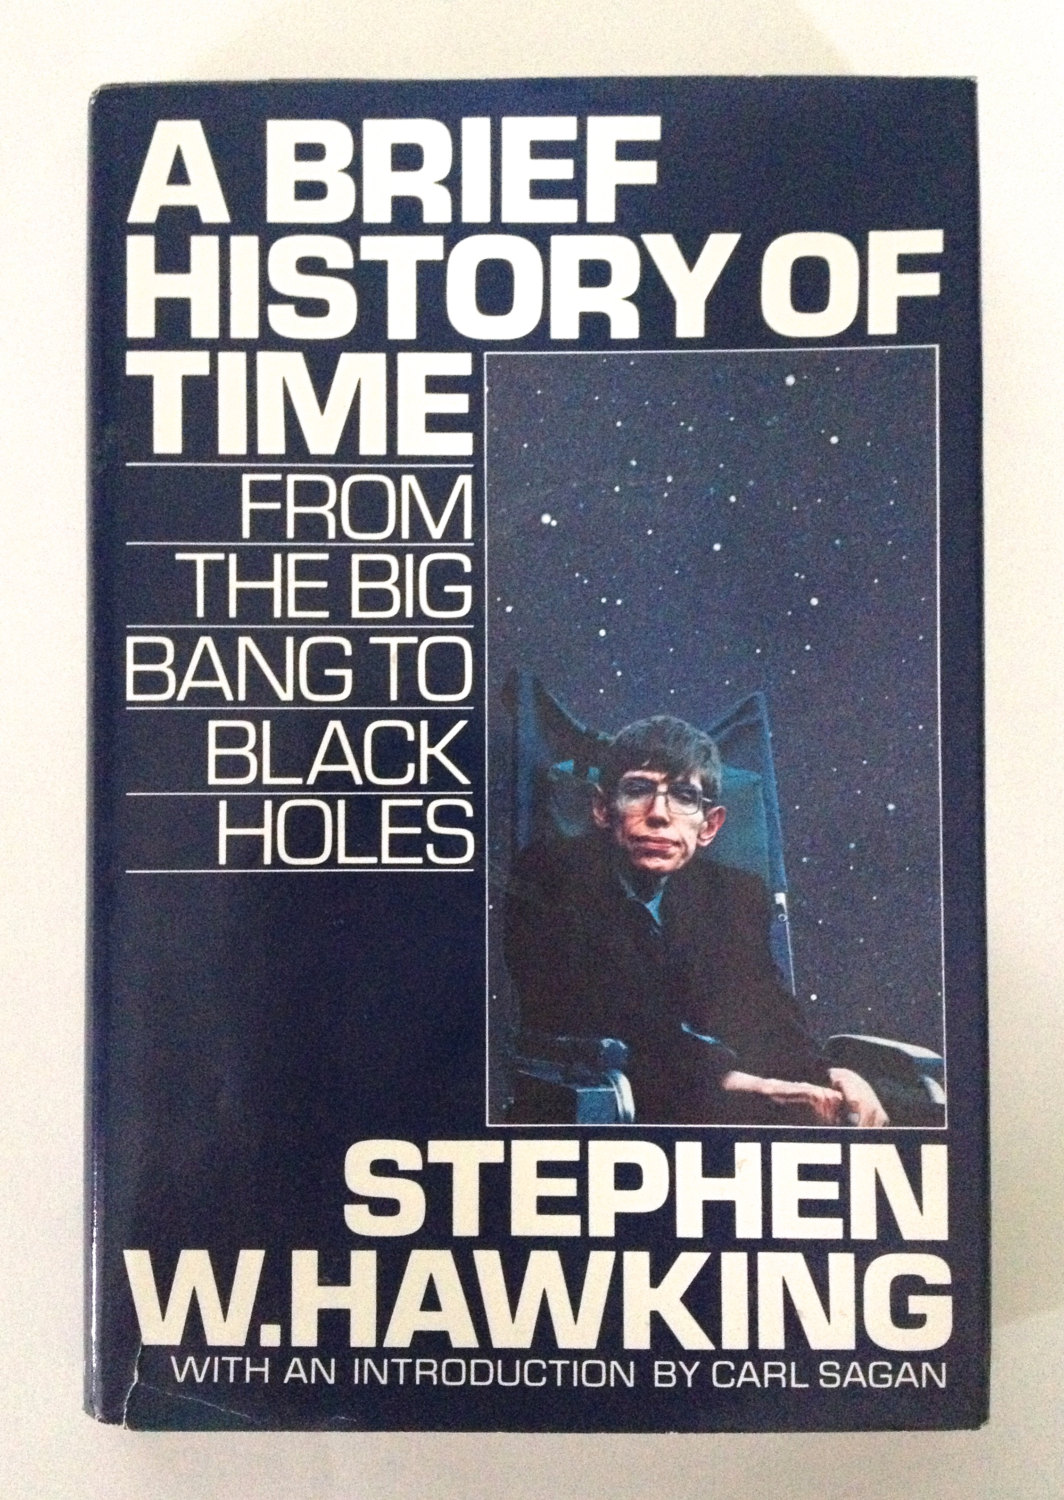 A BRIEF
HISTORY OF
TIME
FROM
THE BIG
BANG TO
BLACK
HOLES
STEPHEN
W. HAWKING
WITH AN INTRODUCTION BY CARL SAGAN